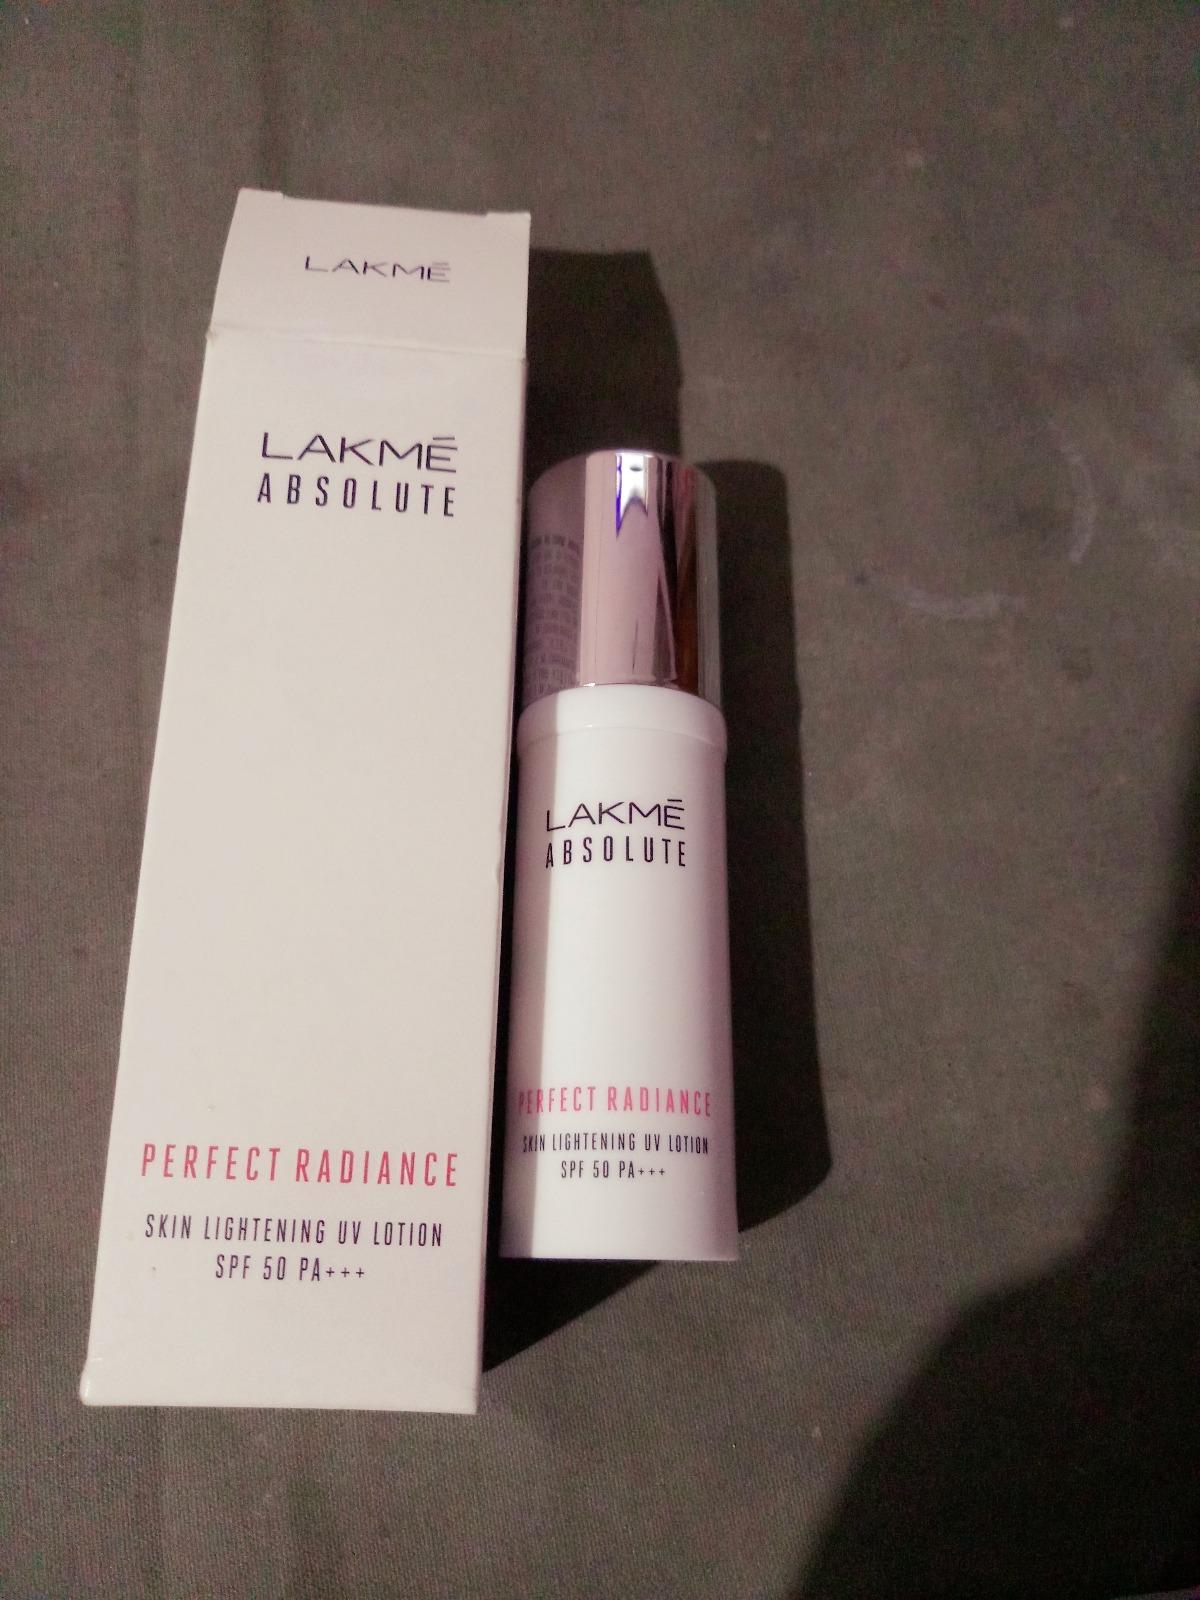 LAKMĒ
LAKMĒ
ABSOLUTE
PERFECT RADIANCE
SKIN LIGHTENING UV LOTION
SPF 50 PA+++
LAKMĒ
ABSOLUTE
PERFECT RADIANCE
SKIN LIGHTENING UV LOTION
SPF 50 PA+++